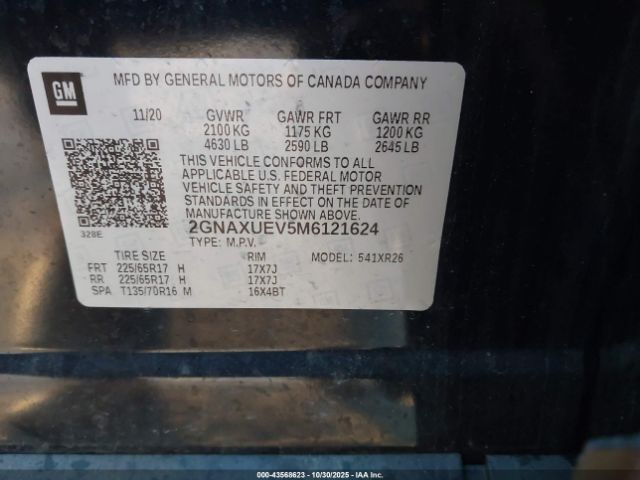 GM
MFD BY GENERAL MOTORS OF CANADA COMPANY
11/20 GVWR GAWR FRT GAWR RR
2100 KG 1175 KG 1200 KG
4630 LB 2590 LB 2645 LB
THIS VEHICLE CONFORMS TO ALL
APPLICABLE U.S. FEDERAL MOTOR
VEHICLE SAFETY AND THEFT PREVENTION
STANDARDS IN EFFECT ON THE DATE OF
MANUFACTURE SHOWN ABOVE.
328E 2GNAXUEV5M6121624
TYPE: M.P.V.
TIRE SIZE RIM MODEL: 541XR26
FRT 225/65R17 H 17X7J
RR 225/65R17 H 17X7J
SPA T135/70R16 M 16X4BT
000-43568623 - 10/30/2025 - IAAI.COM